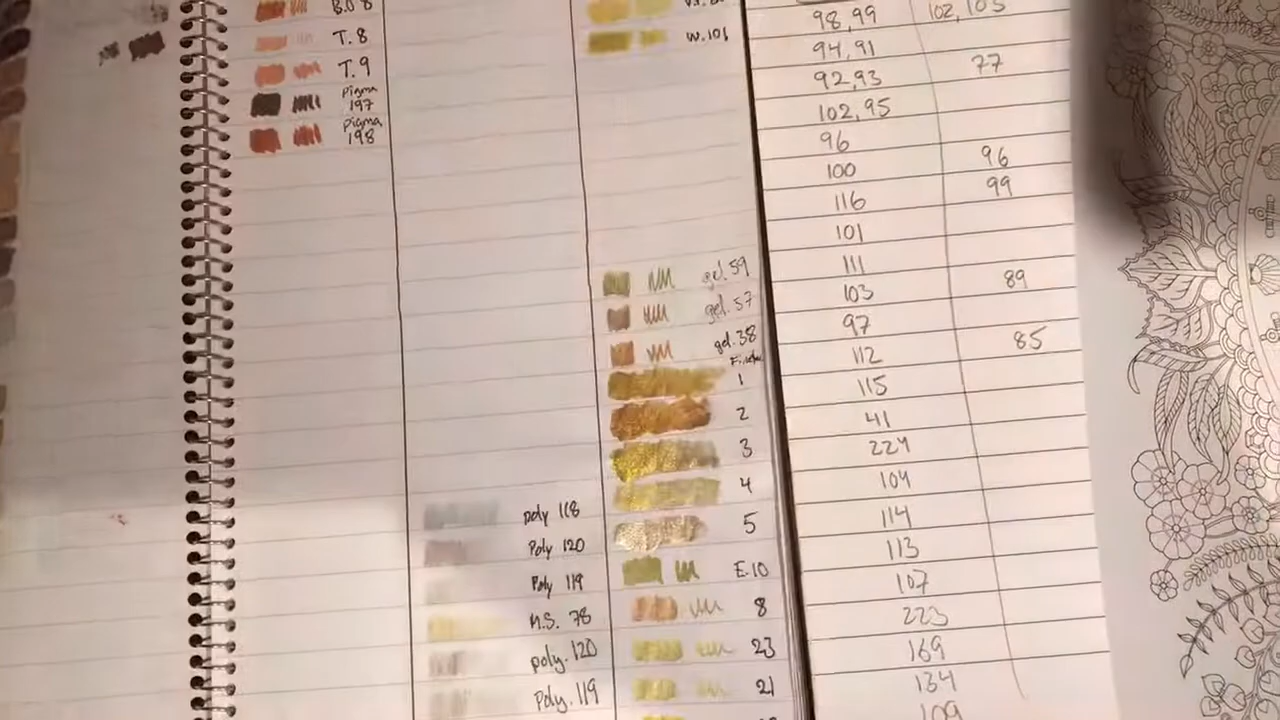 B.O 8
T. 8
T. 9
Pigma
197
Pigma
198
W.101
gel. 59
gel. 57
gel. 38
1
2
3
4
5
E.10
8
23
21
poly 118
Poly 120
Poly 119
M.S. 78
poly. 120
Poly. 119
98, 99 102, 103
94, 91
92, 93 77
102, 95
96
100 96
116 99
101
111
103 89
97
112 85
115
41
224
104
114
113
107
223
169
134
109